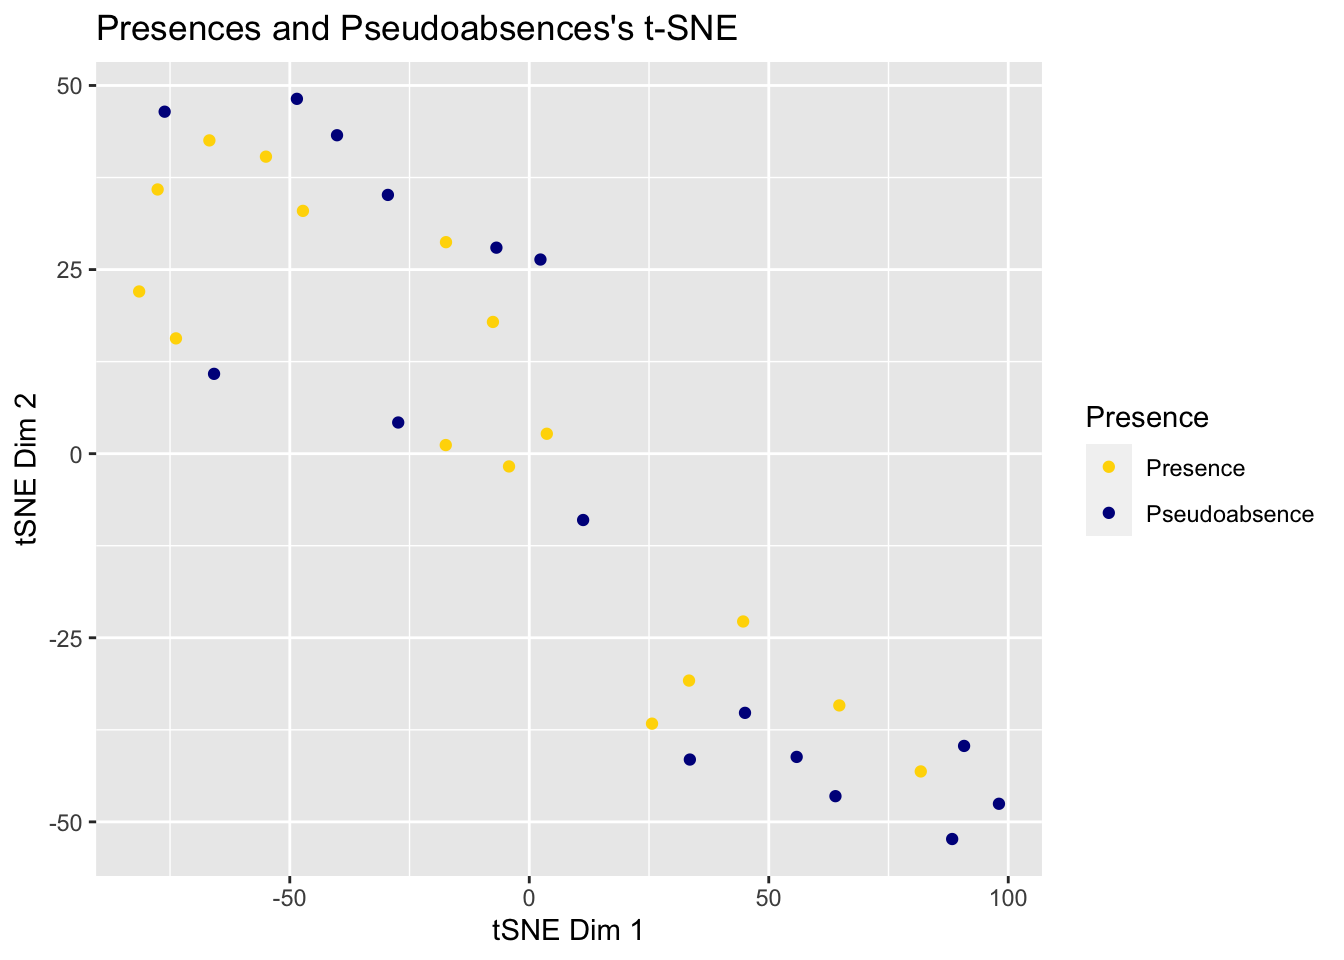 Presences and Pseudoabsences's t-SNE
50
25
0
-25
-50
tSNE Dim 2
-50
0
50
100
tSNE Dim 1
Presence
Presence
Pseudoabsence